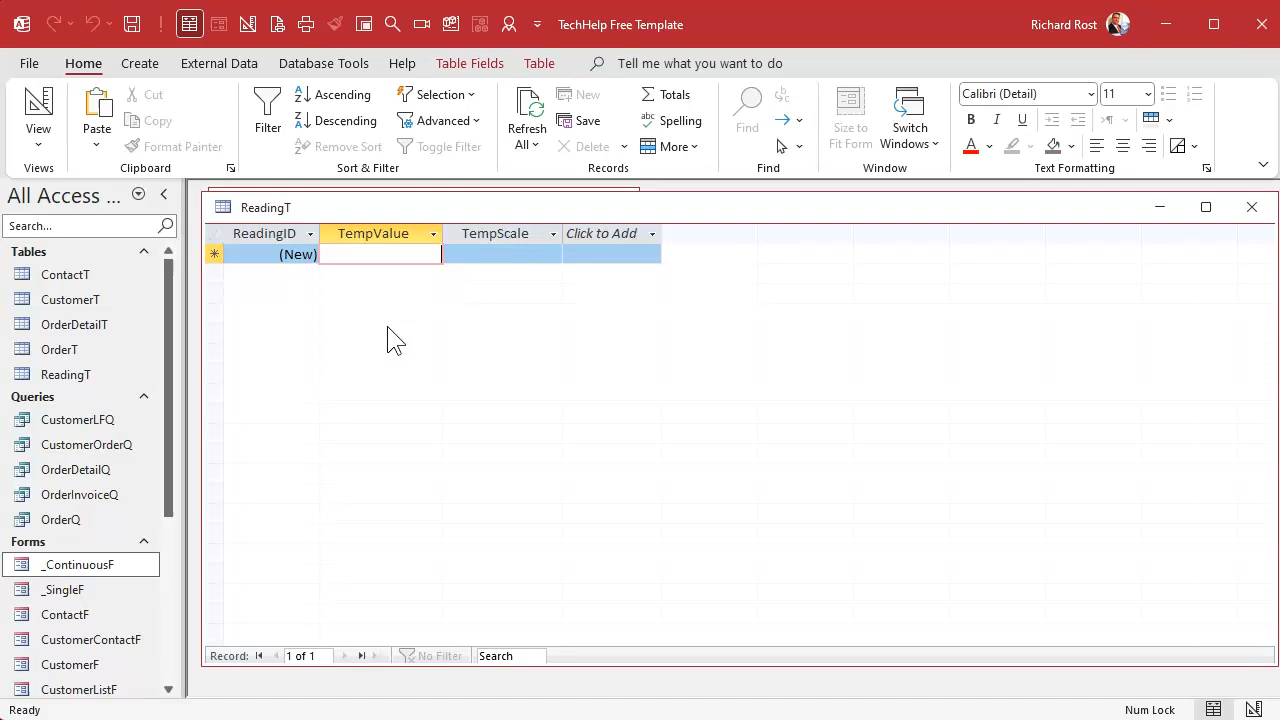 TechHelp Free Template
Richard Rost
File
Home
Create
External Data
Database Tools
Help
Table Fields
Table
Tell me what you want to do
View
Views
Paste
Cut
Copy
Format Painter
Clipboard
Filter
Ascending
Descending
Remove Sort
Selection
Advanced
Toggle Filter
Sort & Filter
Refresh
All
New
Save
Delete
Totals
Spelling
More
Records
Find
Find
Size to
Fit Form
Switch
Windows
Window
Calibri (Detail)
11
B I U
A
Text Formatting
All Access ...
Search...
Tables
ContactT
CustomerT
OrderDetailT
OrderT
ReadingT
Queries
CustomerLFQ
CustomerOrderQ
OrderDetailQ
OrderInvoiceQ
OrderQ
Forms
_ContinuousF
_SingleF
ContactF
CustomerContactF
CustomerF
CustomerListF
ReadingT
ReadingID TempValue TempScale Click to Add
(New)
Record: 1 of 1 No Filter Search
Ready
Num Lock